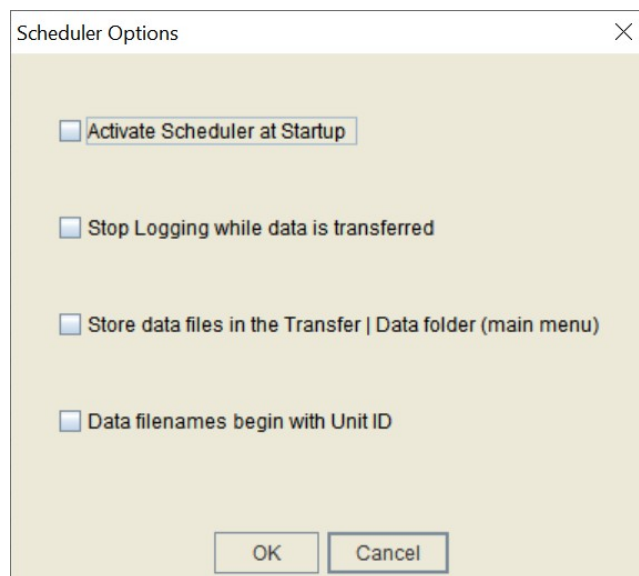 Scheduler Options
Activate Scheduler at Startup
Stop Logging while data is transferred
Store data files in the Transfer | Data folder (main menu)
Data filenames begin with Unit ID
OK Cancel